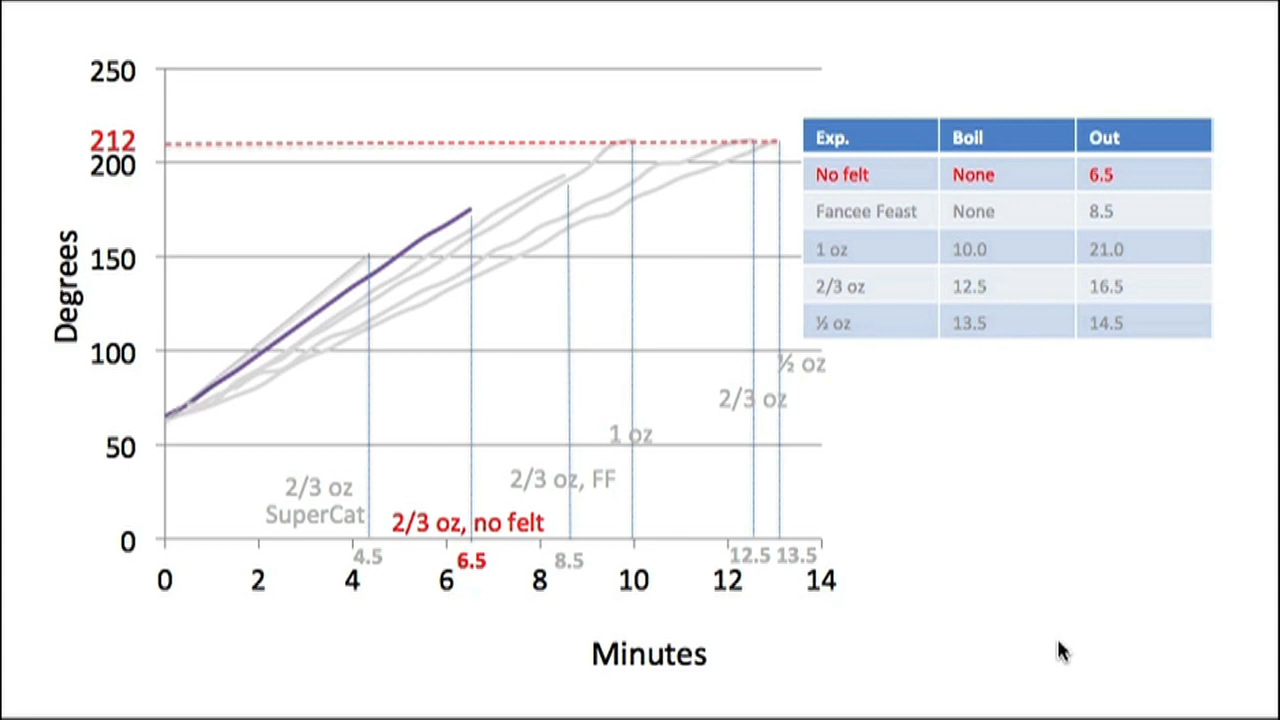 250
212
200
150
100
50
0
Degrees
Exp. Boil Out
No felt None 6.5
Fancee Feast None 8.5
1 oz 10.0 21.0
2/3 oz 12.5 16.5
½ oz 13.5 14.5
½ oz
2/3 oz
1 oz
2/3 oz, FF
2/3 oz
SuperCat
2/3 oz, no felt
4.5 6.5 8.5 12.5 13.5
0 2 4 6 8 10 12 14
Minutes